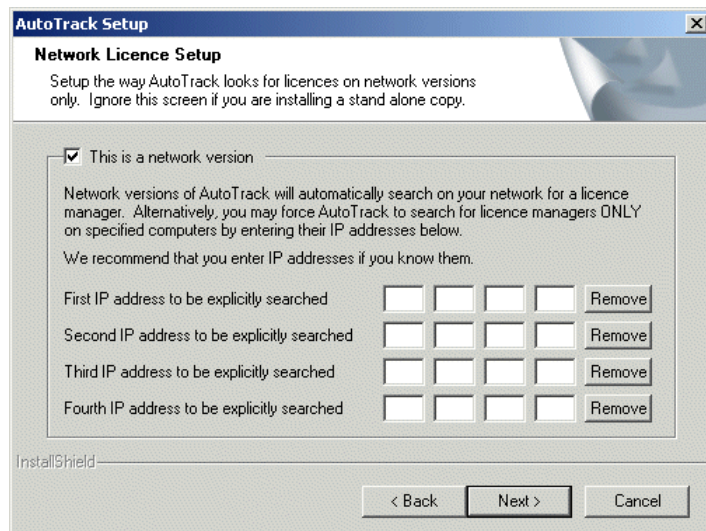 AutoTrack Setup
Network Licence Setup
Setup the way AutoTrack looks for licences on network versions
only. Ignore this screen if you are installing a stand alone copy.
This is a network version
Network versions of AutoTrack will automatically search on your network for a licence
manager. Alternatively, you may force AutoTrack to search for licence managers ONLY
on specified computers by entering their IP addresses below.
We recommend that you enter IP addresses if you know them.
First IP address to be explicitly searched Remove
Second IP address to be explicitly searched Remove
Third IP address to be explicitly searched Remove
Fourth IP address to be explicitly searched Remove
InstallShield
< Back Next > Cancel